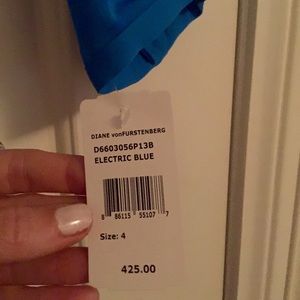 DIANE vonFURSTENBERG
D6603056P13B
ELECTRIC BLUE
8 86115 55107 7
Size: 4
425.00